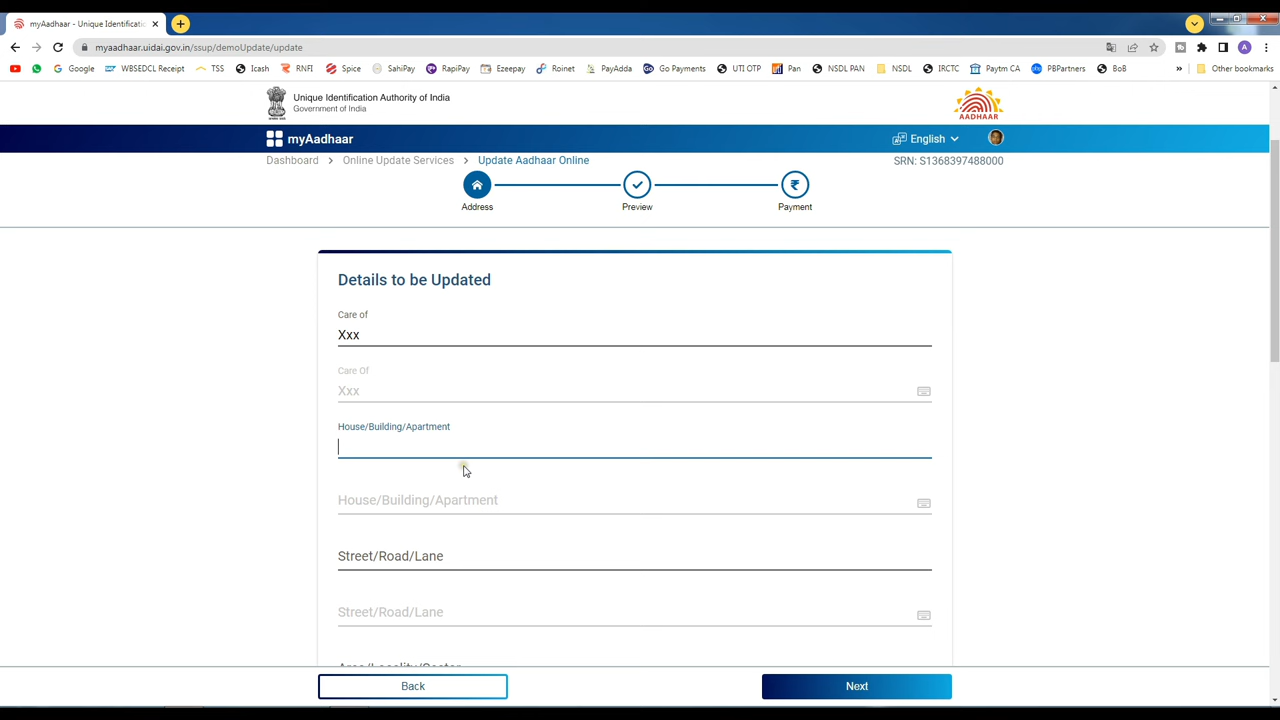 myAadhaar - Unique Identificatio
myaadhaar.uidai.gov.in/ssup/demoUpdate/update
Google
WBSEDCL Receipt
TSS
Icash
RNFI
Spice
SahiPay
RapiPay
Ezeepay
Roinet
PayAdda
Go Payments
UTI OTP
Pan
NSDL PAN
NSDL
IRCTC
Paytm CA
PBPartners
BoB
»
Other bookmarks
Unique Identification Authority of India
Government of India
AADHAAR
myAadhaar
English
Dashboard > Online Update Services > Update Aadhaar Online
SRN: S1368397488000
Address
Preview
₹
Payment
Details to be Updated
Care of
Xxx
Care Of
Xxx
House/Building/Apartment
House/Building/Apartment
Street/Road/Lane
Street/Road/Lane
Area/Locality/Sector
Back
Next
A